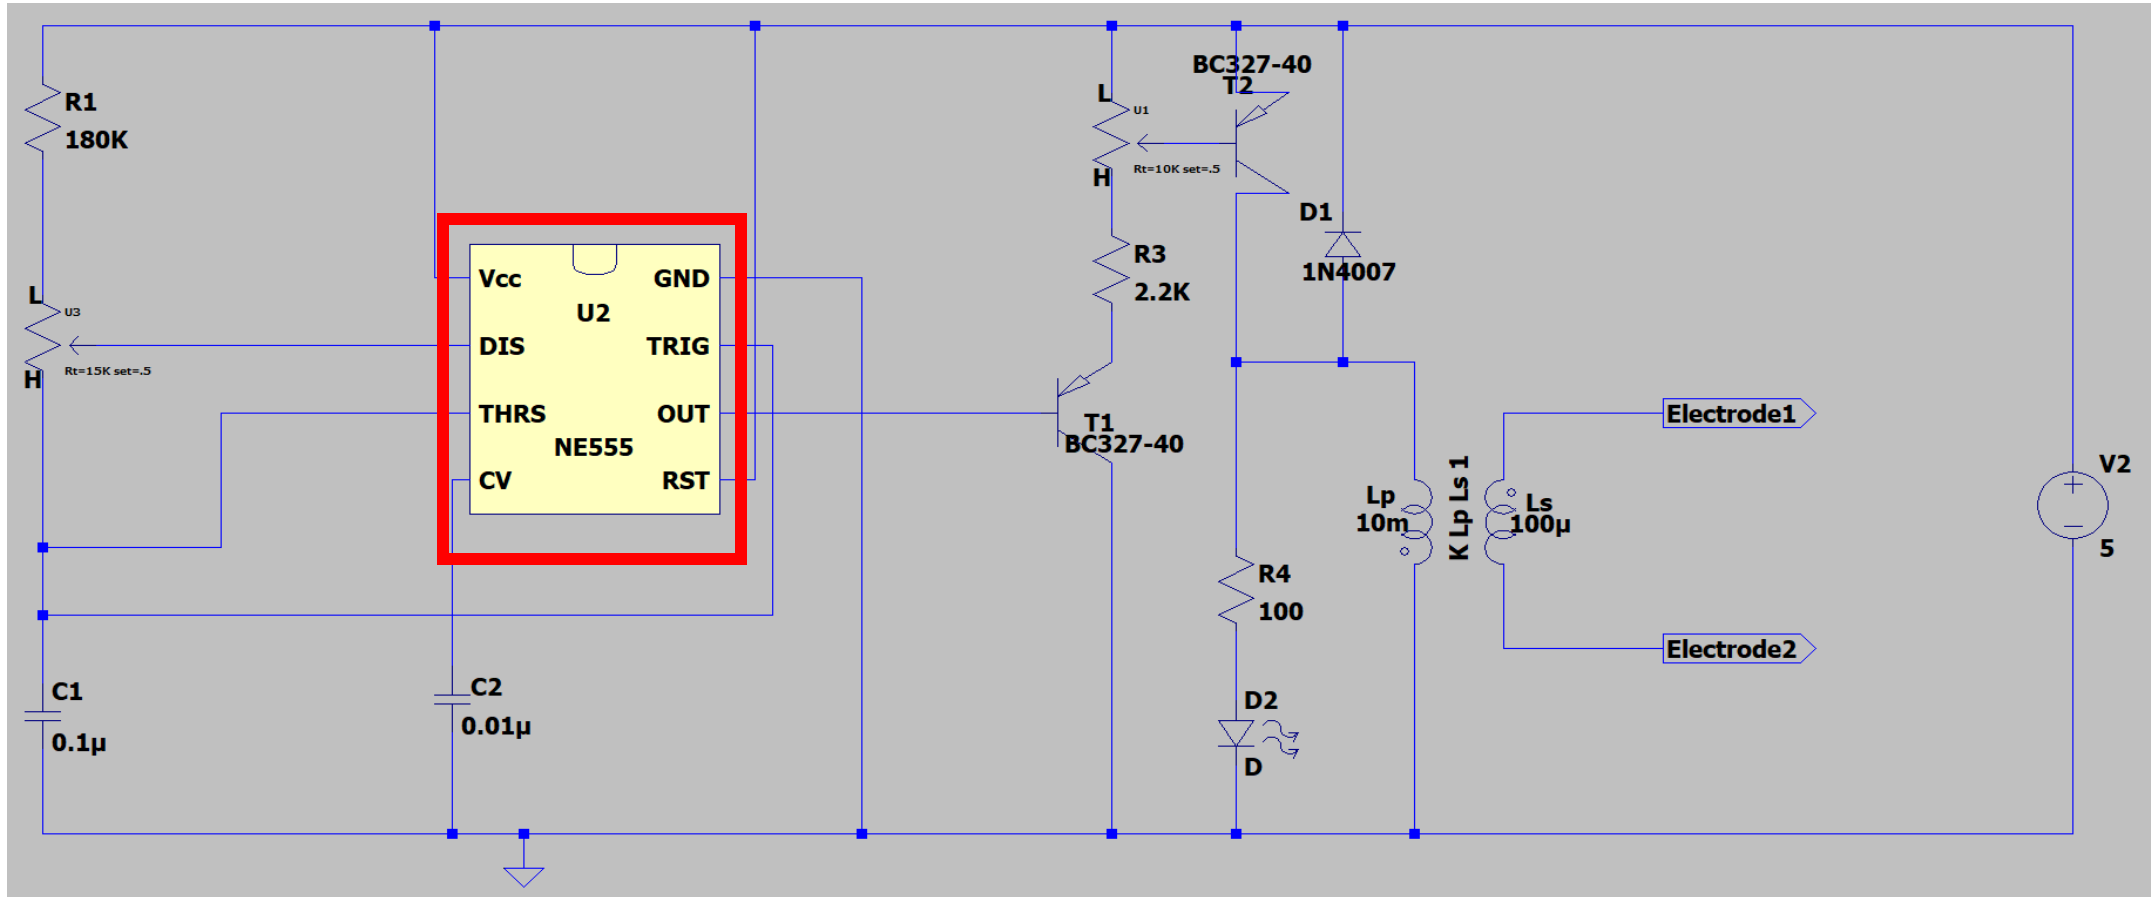 R1
180K
L
U3
H
Rt=15K set=.5
C1
0.1µ
Vcc
GND
U2
DIS
TRIG
THRS
OUT
NE555
CV
RST
C2
0.01µ
L
U1
H
Rt=10K set=.5
BC327-40
T2
R3
2.2K
T1
BC327-40
D1
1N4007
R4
100
D2
D
Lp
10m
K Lp Ls 1
Ls
100µ
Electrode1
Electrode2
V2
5